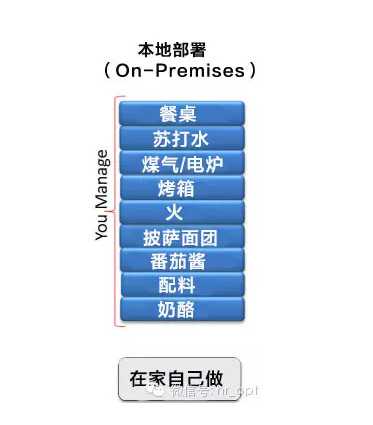 本地部署
（On-Premises）
You Manage
餐桌
苏打水
煤气/电炉
烤箱
火
披萨面团
番茄酱
配料
奶酪
在家自己做
微信号: hr_ppt